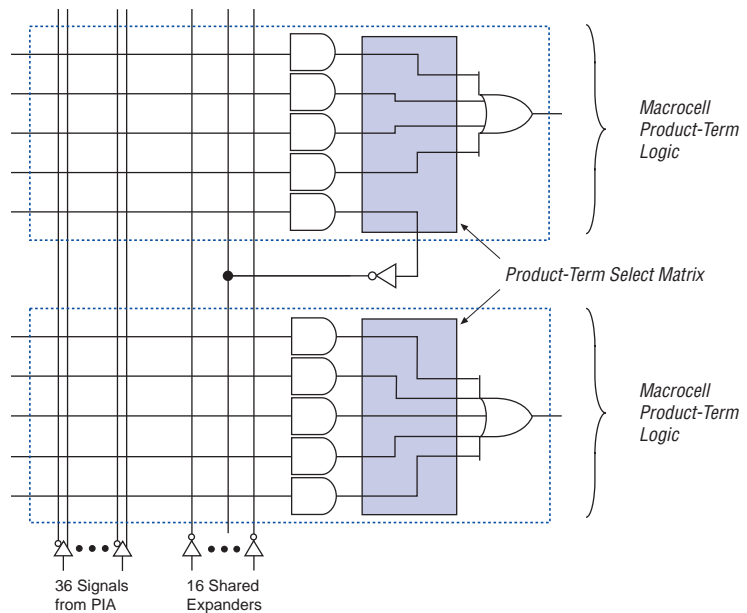 Macrocell
Product-Term
Logic
Product-Term Select Matrix
Macrocell
Product-Term
Logic
36 Signals
from PIA
16 Shared
Expanders